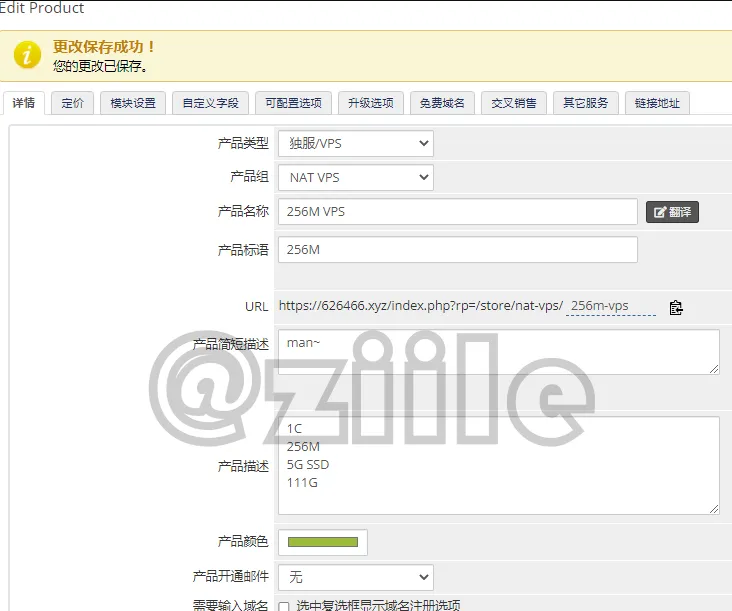 Edit Product
更改保存成功！
您的更改已保存。
详情 定价 模块设置 自定义字段 可配置选项 升级选项 免费域名 交叉销售 其它服务 链接地址
产品类型 独服/VPS
产品组 NAT VPS
产品名称 256M VPS 翻译
产品标语 256M
URL https://626466.xyz/index.php?rp=/store/nat-vps/ 256m-vps
产品简短描述 man~
@ziiile
产品描述
1C
256M
5G SSD
111G
产品颜色
产品开通邮件 无
需要输入域名 选中复选框显示域名注册选项